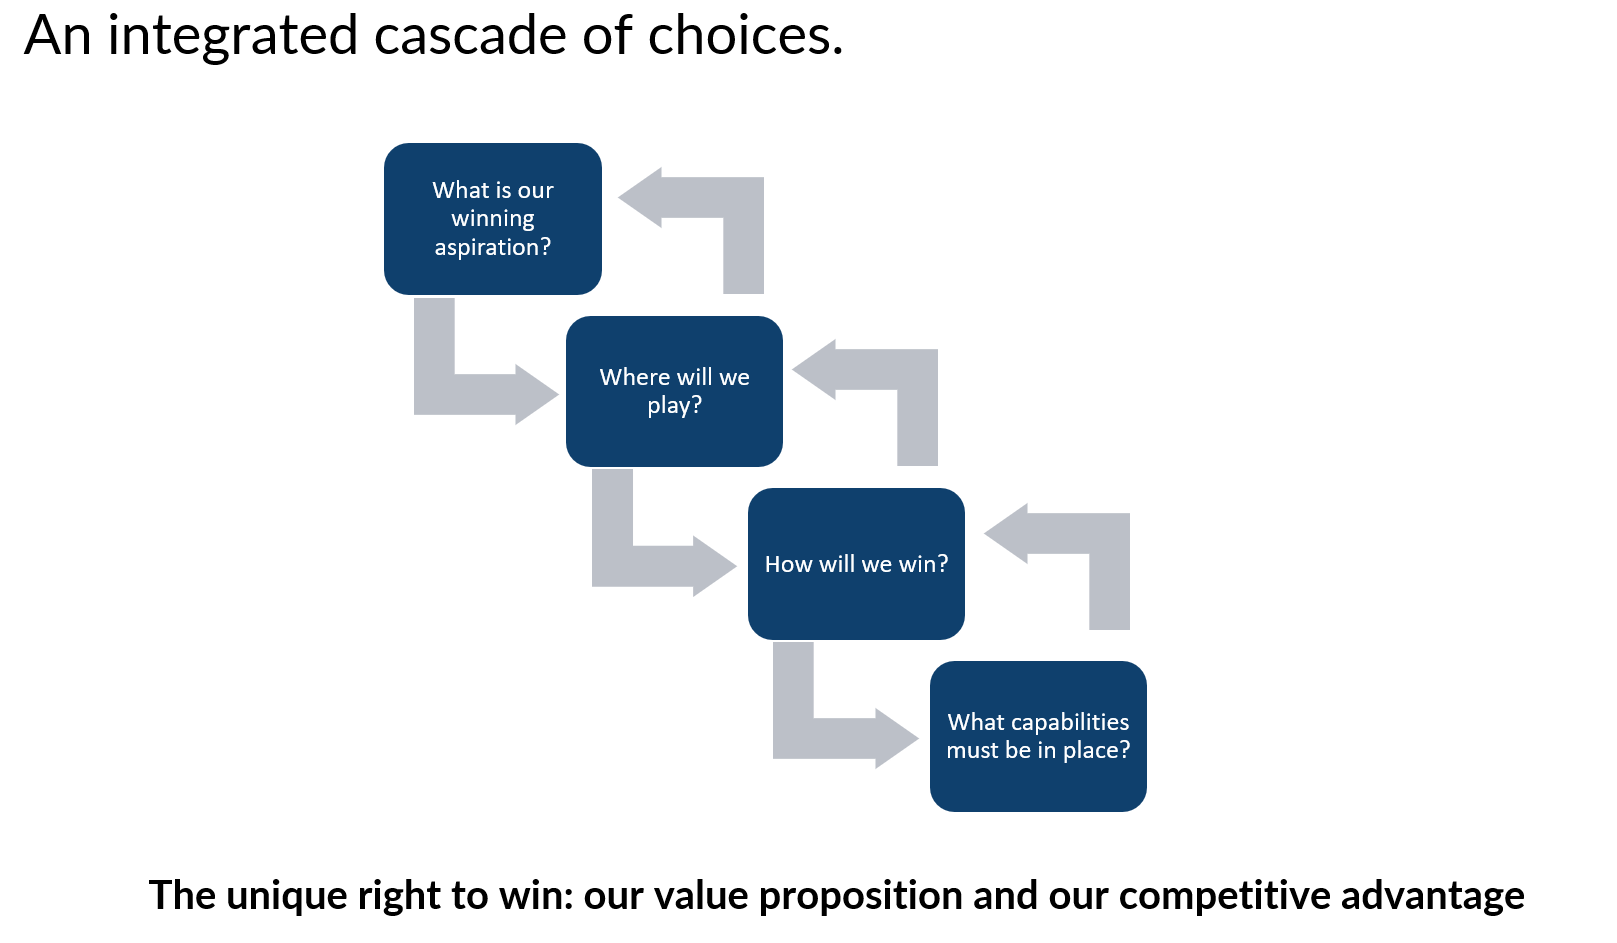 An integrated cascade of choices.
What is our
winning
aspiration?
Where will we
play?
How will we win?
What capabilities
must be in place?
The unique right to win: our value proposition and our competitive advantage